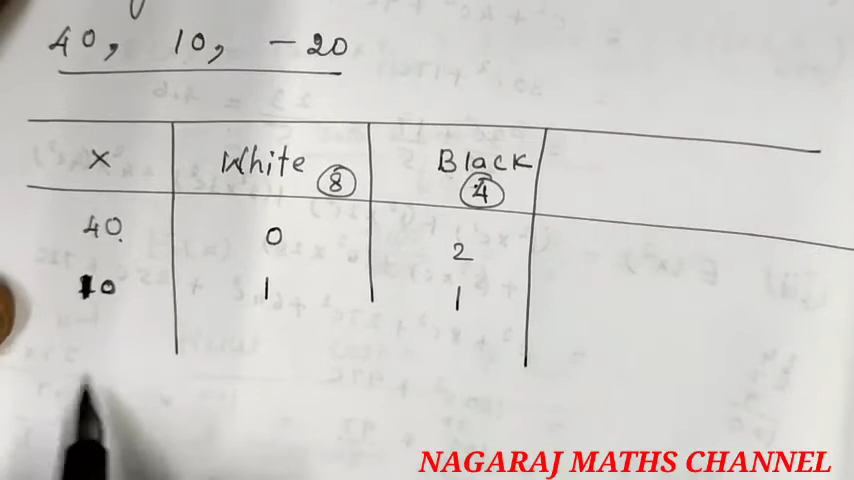 40, 10, -20
x White 8 Black 4
40 0 2
10 1 1
NAGARAJ MATHS CHANNEL